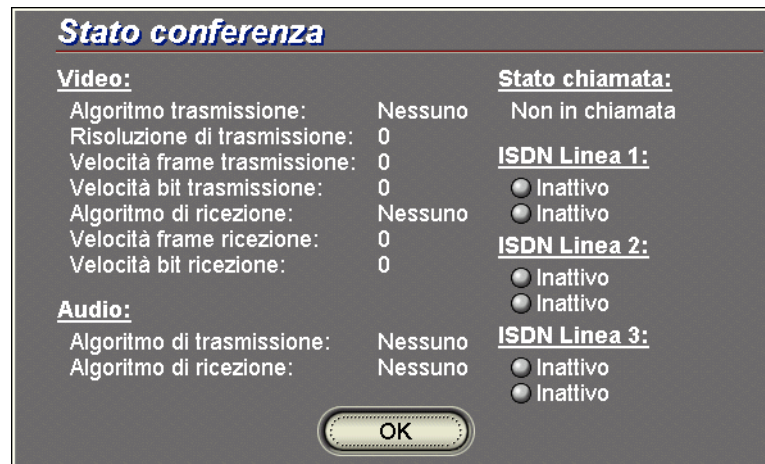 Stato conferenza
Video:
Algoritmo trasmissione: Nessuno
Risoluzione di trasmissione: 0
Velocità frame trasmissione: 0
Velocità bit trasmissione: 0
Algoritmo di ricezione: Nessuno
Velocità frame ricezione: 0
Velocità bit ricezione: 0
Audio:
Algoritmo di trasmissione: Nessuno
Algoritmo di ricezione: Nessuno
Stato chiamata:
Non in chiamata
ISDN Linea 1:
Inattivo
Inattivo
ISDN Linea 2:
Inattivo
Inattivo
ISDN Linea 3:
Inattivo
Inattivo
OK